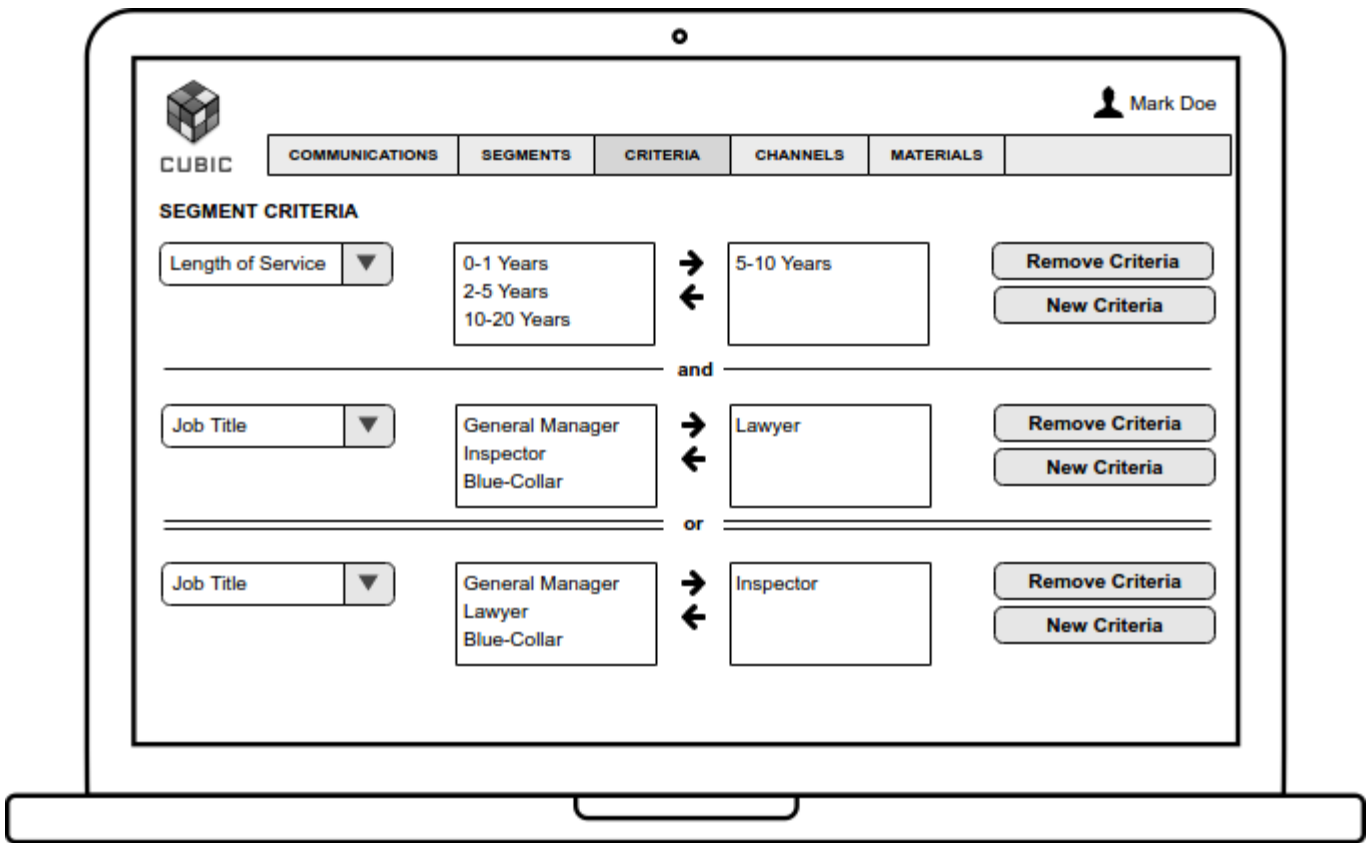 Mark Doe
CUBIC
COMMUNICATIONS SEGMENTS CRITERIA CHANNELS MATERIALS
SEGMENT CRITERIA
Length of Service
0-1 Years
2-5 Years
10-20 Years
5-10 Years
Remove Criteria
New Criteria
and
Job Title
General Manager
Inspector
Blue-Collar
Lawyer
Remove Criteria
New Criteria
or
Job Title
General Manager
Lawyer
Blue-Collar
Inspector
Remove Criteria
New Criteria